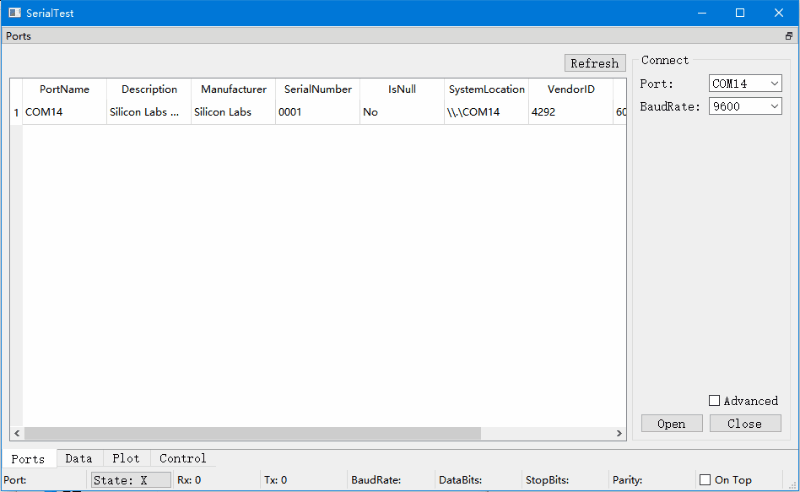 SerialTest
Ports
Refresh
PortName Description Manufacturer SerialNumber IsNull SystemLocation VendorID
1 COM14 Silicon Labs ... Silicon Labs 0001 No \\.\COM14 4292 60
Connect
Port: COM14
BaudRate: 9600
Advanced
Open Close
Ports Data Plot Control
Port: State: X Rx: 0 Tx: 0 BaudRate: DataBits: StopBits: Parity: On Top